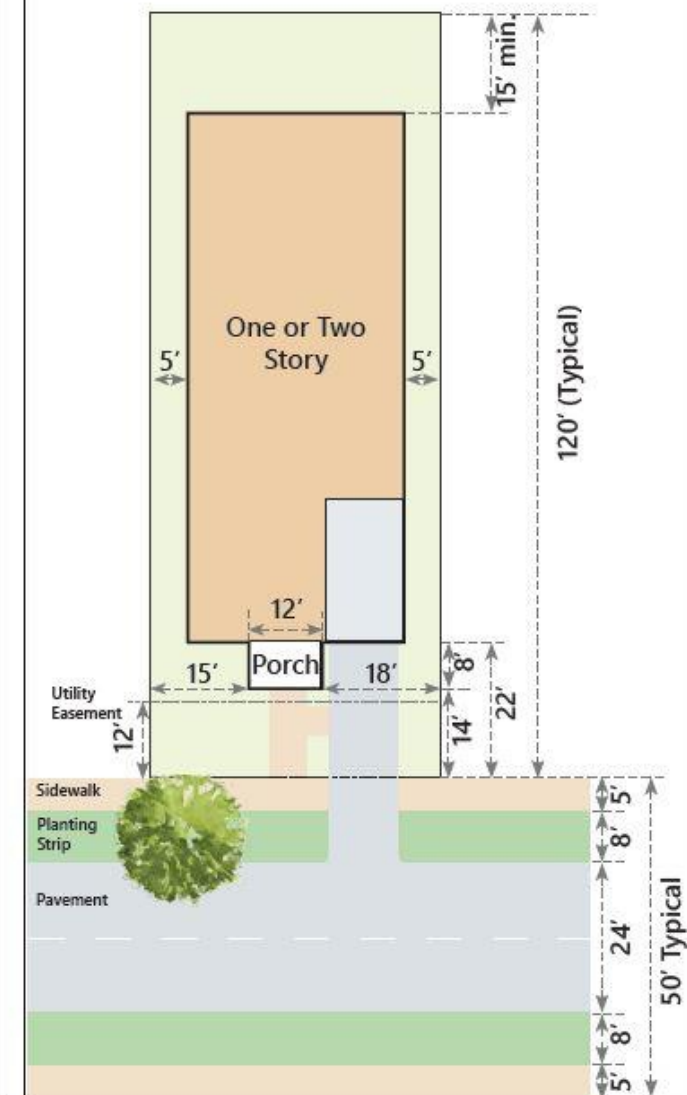 15' min.
120' (Typical)
One or Two
Story
5'
5'
12'
Porch
15'
18'
8'
22'
14'
Utility
Easement
12'
Sidewalk
5'
Planting
Strip
8'
Pavement
24'
50' Typical
8'
5'